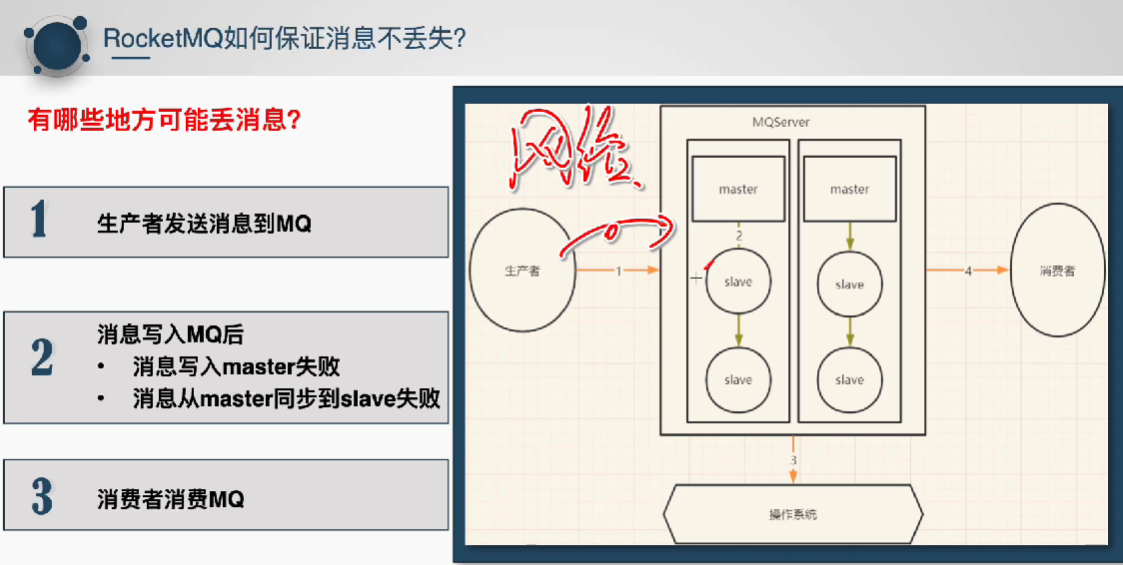 RocketMQ如何保证消息不丢失?
有哪些地方可能丢消息?
1
生产者发送消息到MQ
2
消息写入MQ后
• 消息写入master失败
• 消息从master同步到slave失败
3
消费者消费MQ
网络
MQServer
master
master
2
生产者
1
slave
slave
4
消费者
slave
slave
3
操作系统